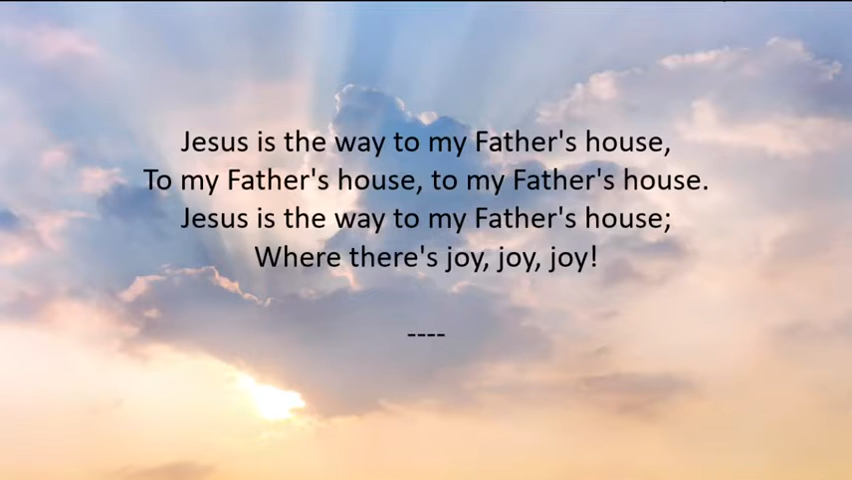 Jesus is the way to my Father's house,
To my Father's house, to my Father's house.
Jesus is the way to my Father's house;
Where there's joy, joy, joy!
----